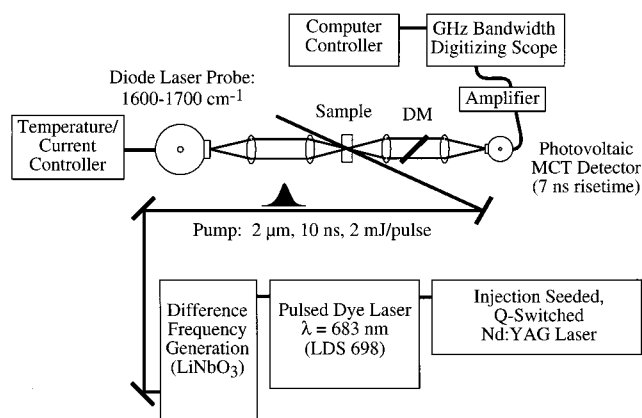 Computer
Controller
GHz Bandwidth
Digitizing Scope
Diode Laser Probe:
1600-1700 cm⁻¹
Amplifier
Sample
DM
Temperature/
Current
Controller
Photovoltaic
MCT Detector
(7 ns risetime)
Pump: 2 μm, 10 ns, 2 mJ/pulse
Difference
Frequency
Generation
(LiNbO₃)
Pulsed Dye Laser
λ = 683 nm
(LDS 698)
Injection Seeded,
Q-Switched
Nd:YAG Laser